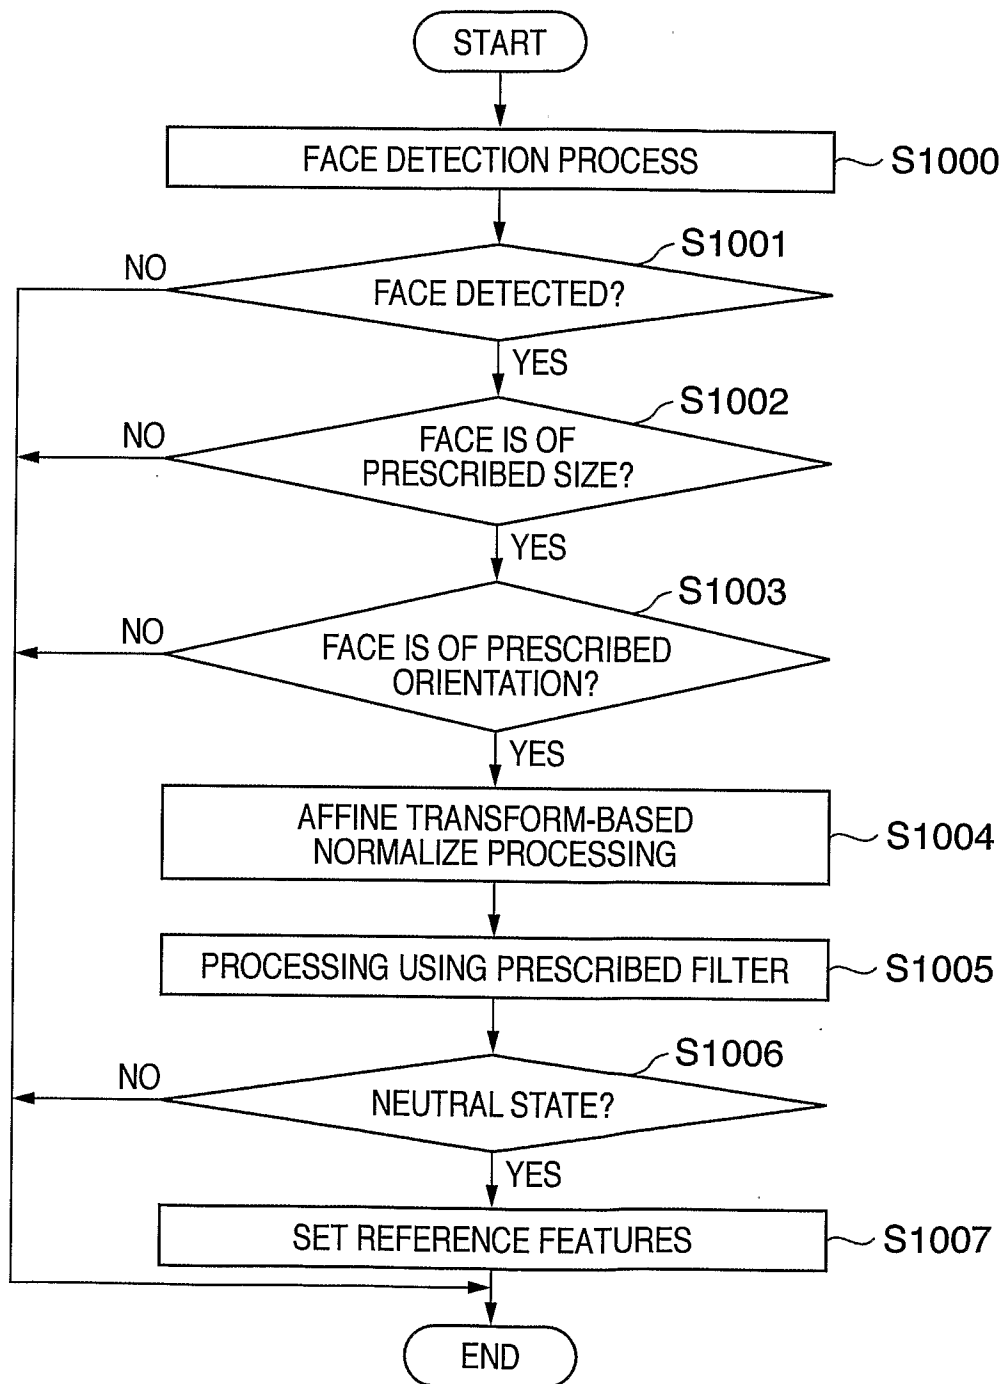 START
FACE DETECTION PROCESS
S1000
S1001
NO
FACE DETECTED?
YES
S1002
NO
FACE IS OF
PRESCRIBED SIZE?
YES
S1003
NO
FACE IS OF PRESCRIBED
ORIENTATION?
YES
AFFINE TRANSFORM-BASED
NORMALIZE PROCESSING
S1004
PROCESSING USING PRESCRIBED FILTER
S1005
S1006
NO
NEUTRAL STATE?
YES
SET REFERENCE FEATURES
S1007
END